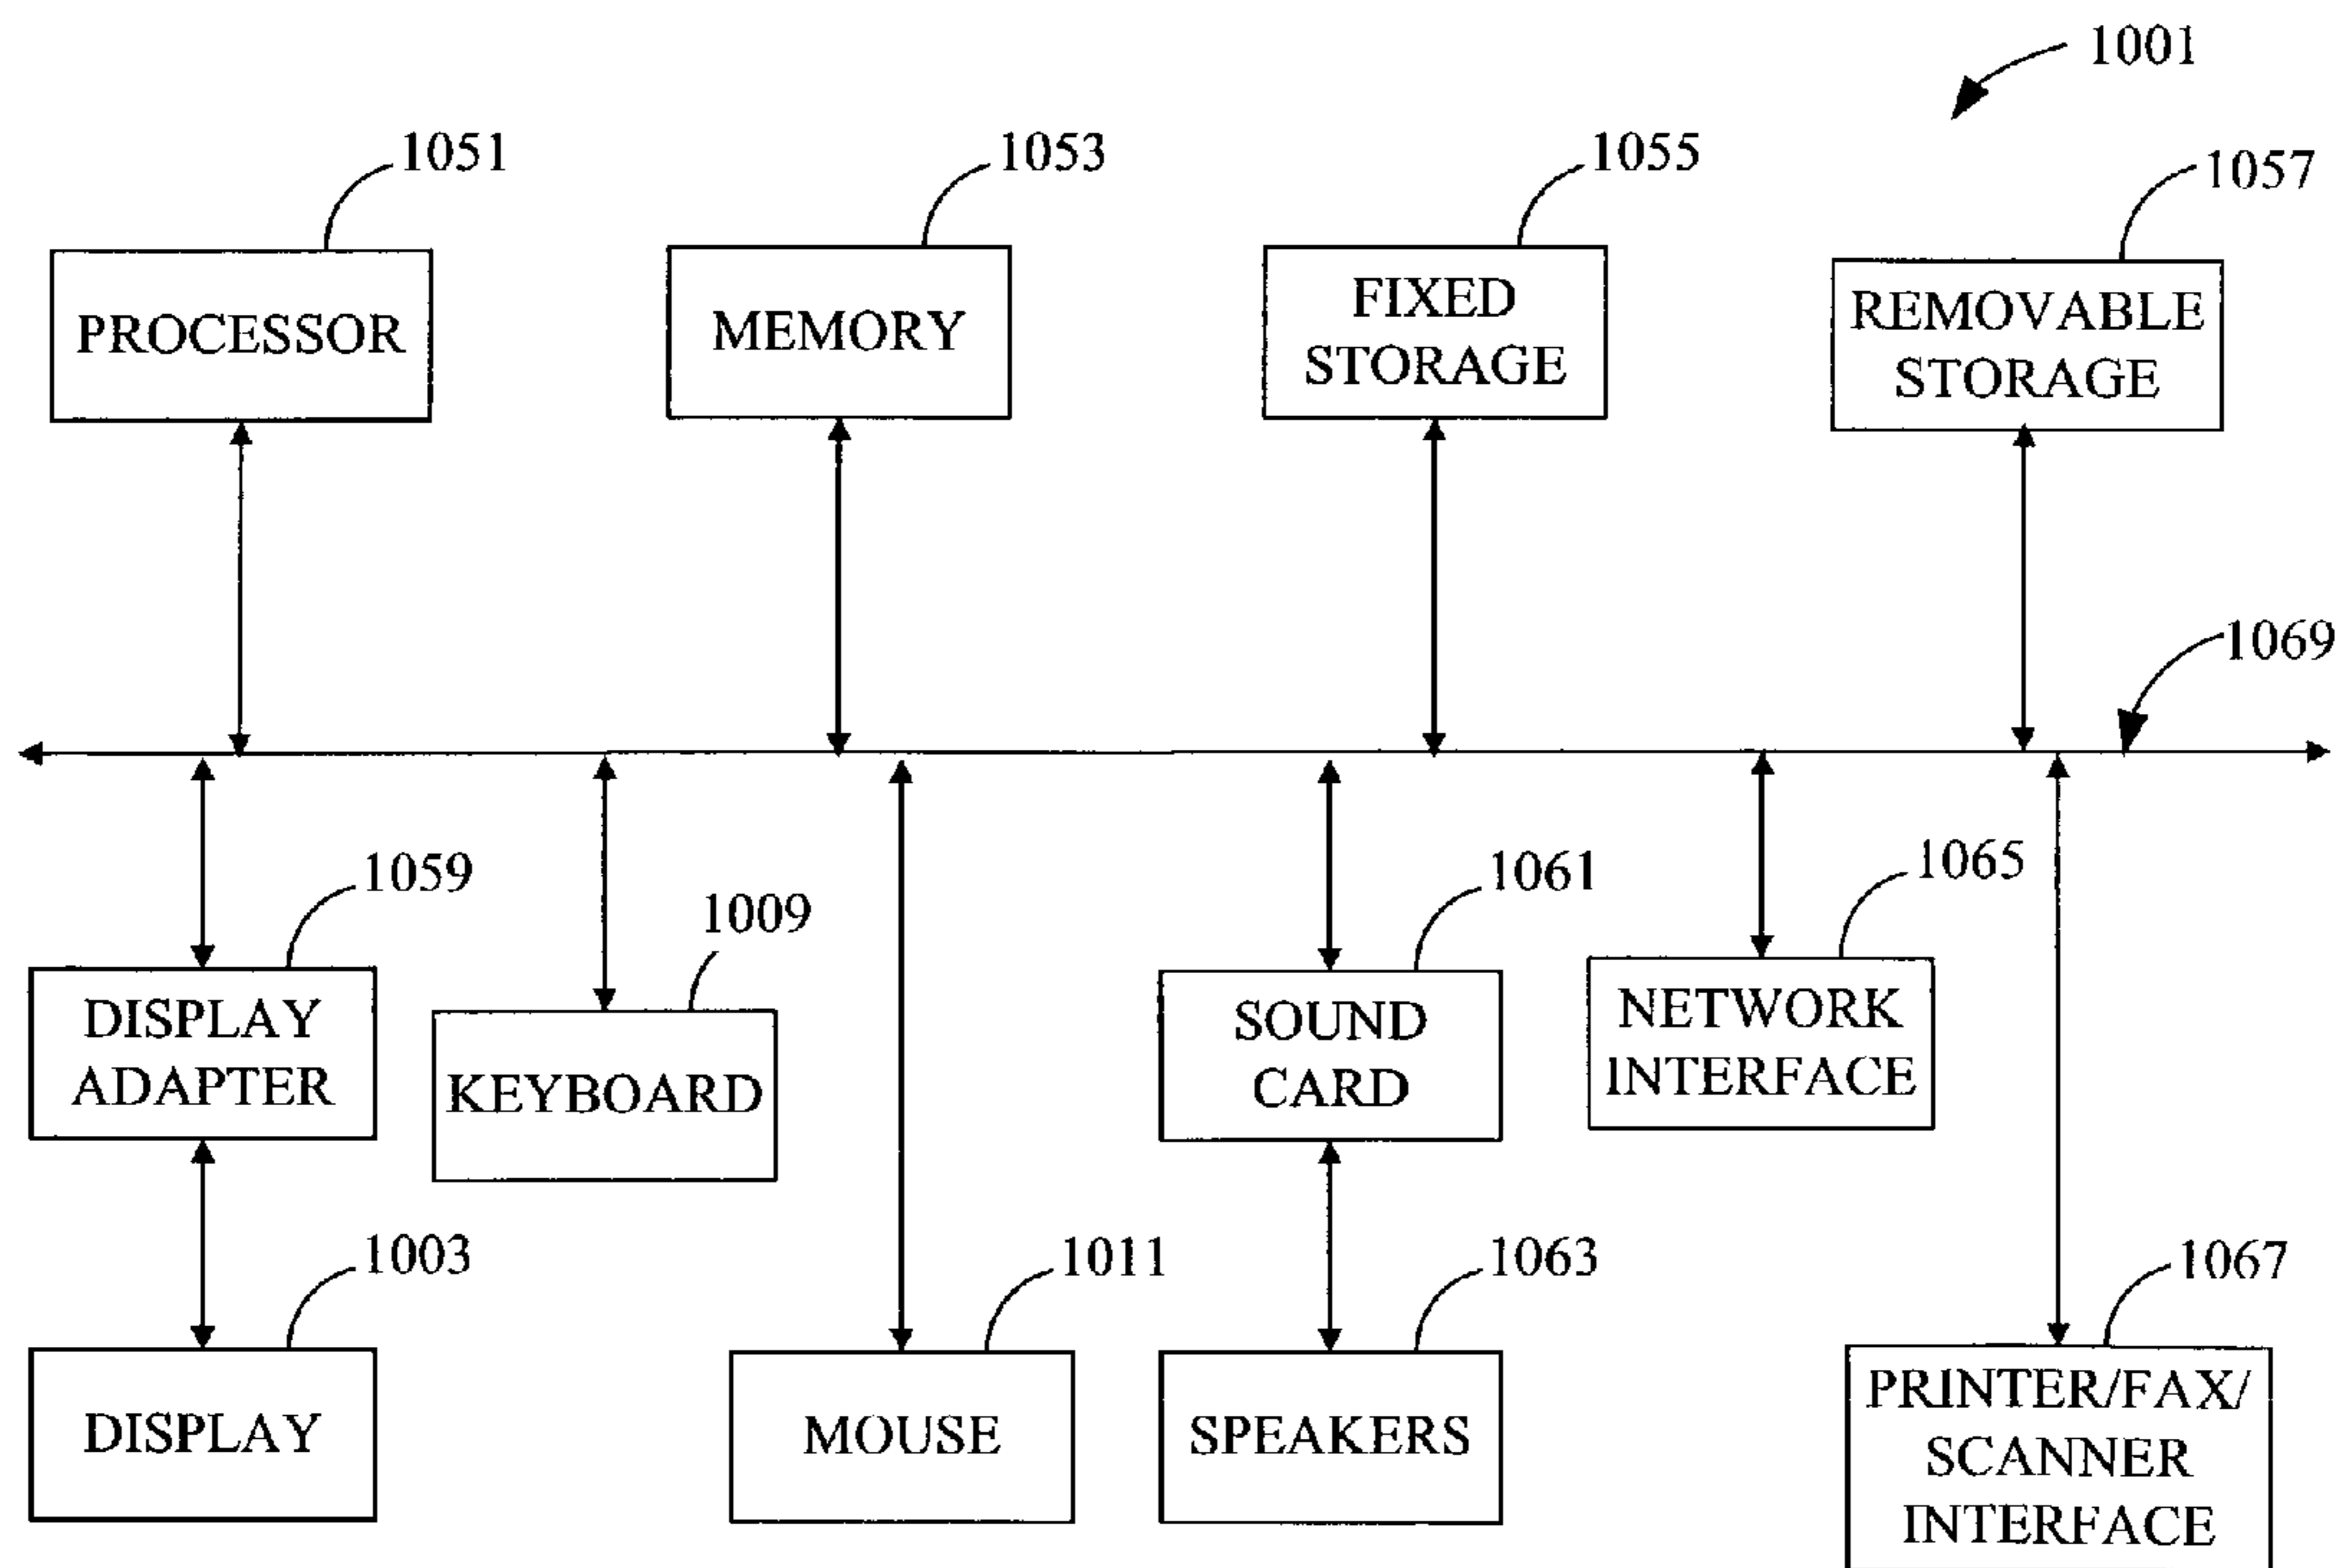 1001
1051
1053
1055
1057
PROCESSOR
MEMORY
FIXED
STORAGE
REMOVABLE
STORAGE
1069
1059
1009
1061
1065
DISPLAY
ADAPTER
KEYBOARD
SOUND
CARD
NETWORK
INTERFACE
1003
1011
1063
1067
DISPLAY
MOUSE
SPEAKERS
PRINTER/FAX/
SCANNER
INTERFACE